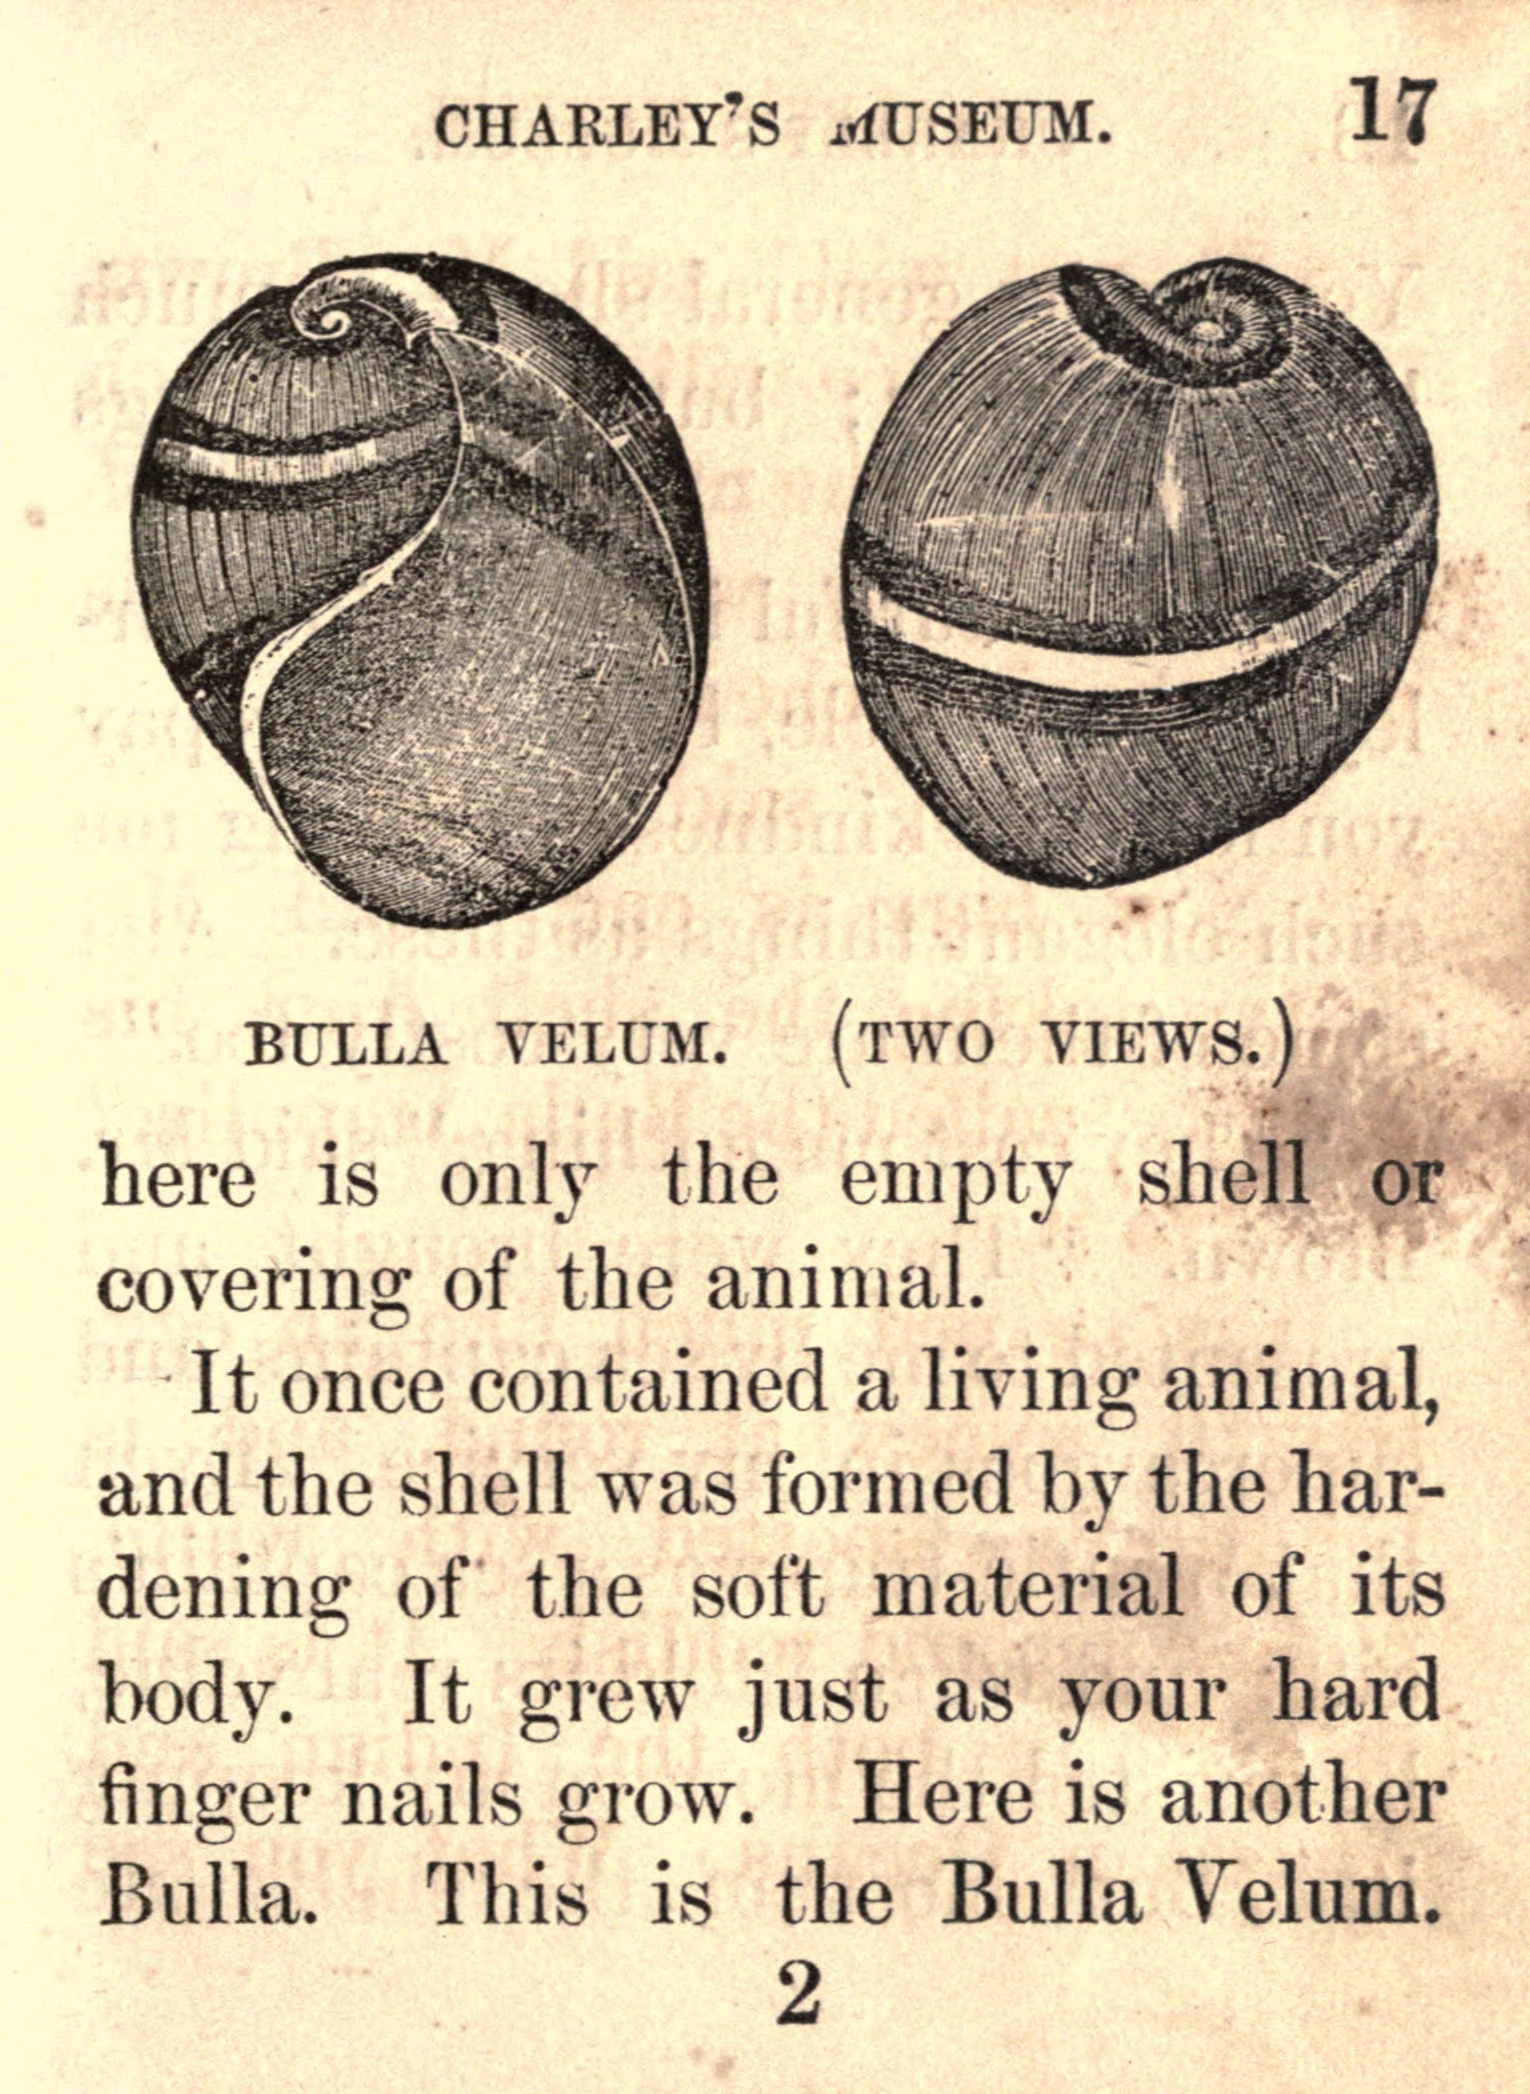 CHARLEY'S MUSEUM. 17
BULLA VELUM. (TWO VIEWS.)
here is only the empty shell or
covering of the animal.
It once contained a living animal,
and the shell was formed by the har-
dening of the soft material of its
body. It grew just as your hard
finger nails grow. Here is another
Bulla. This is the Bulla Velum.
2